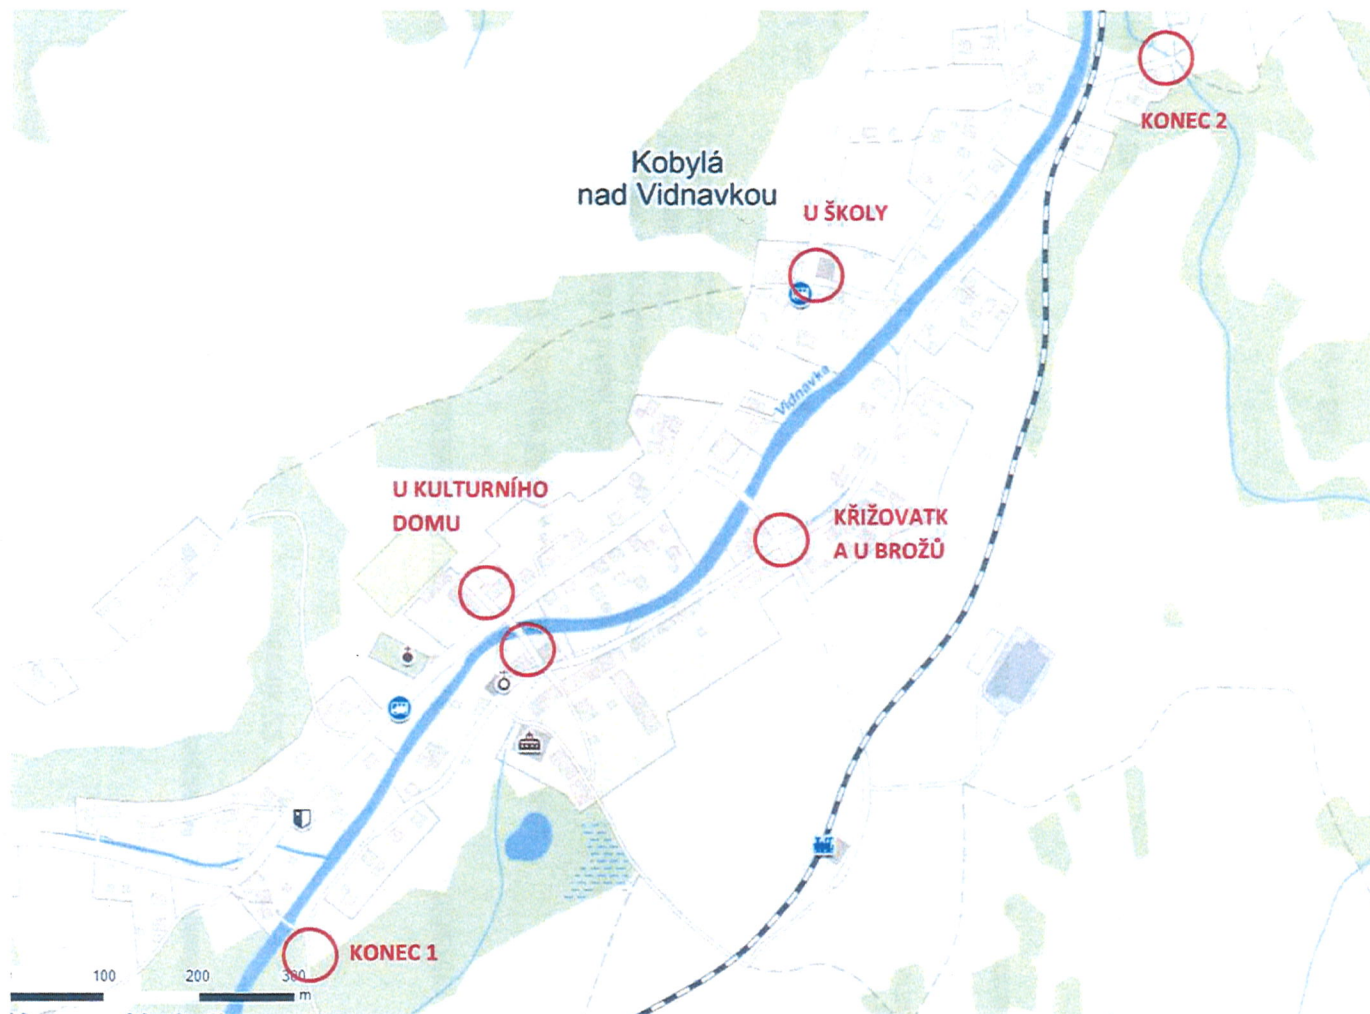 KONEC 2
Kobylá
nad Vidnavkou
U ŠKOLY
Vidnavka
U KULTURNÍHO
DOMU
KŘIŽOVATK
A U BROŽŮ
KONEC 1
100 200 300
m